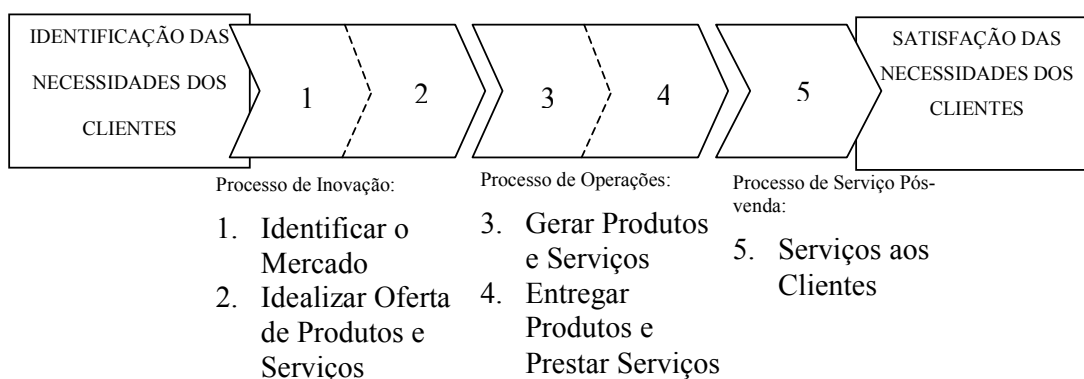 IDENTIFICAÇÃO DAS
NECESSIDADES DOS
CLIENTES
1
2
3
4
5
SATISFAÇÃO DAS
NECESSIDADES DOS
CLIENTES
Processo de Inovação:
1. Identificar o
Mercado
2. Idealizar Oferta
de Produtos e
Serviços
Processo de Operações:
3. Gerar Produtos
e Serviços
4. Entregar
Produtos e
Prestar Serviços
Processo de Serviço Pós-
venda:
5. Serviços aos
Clientes